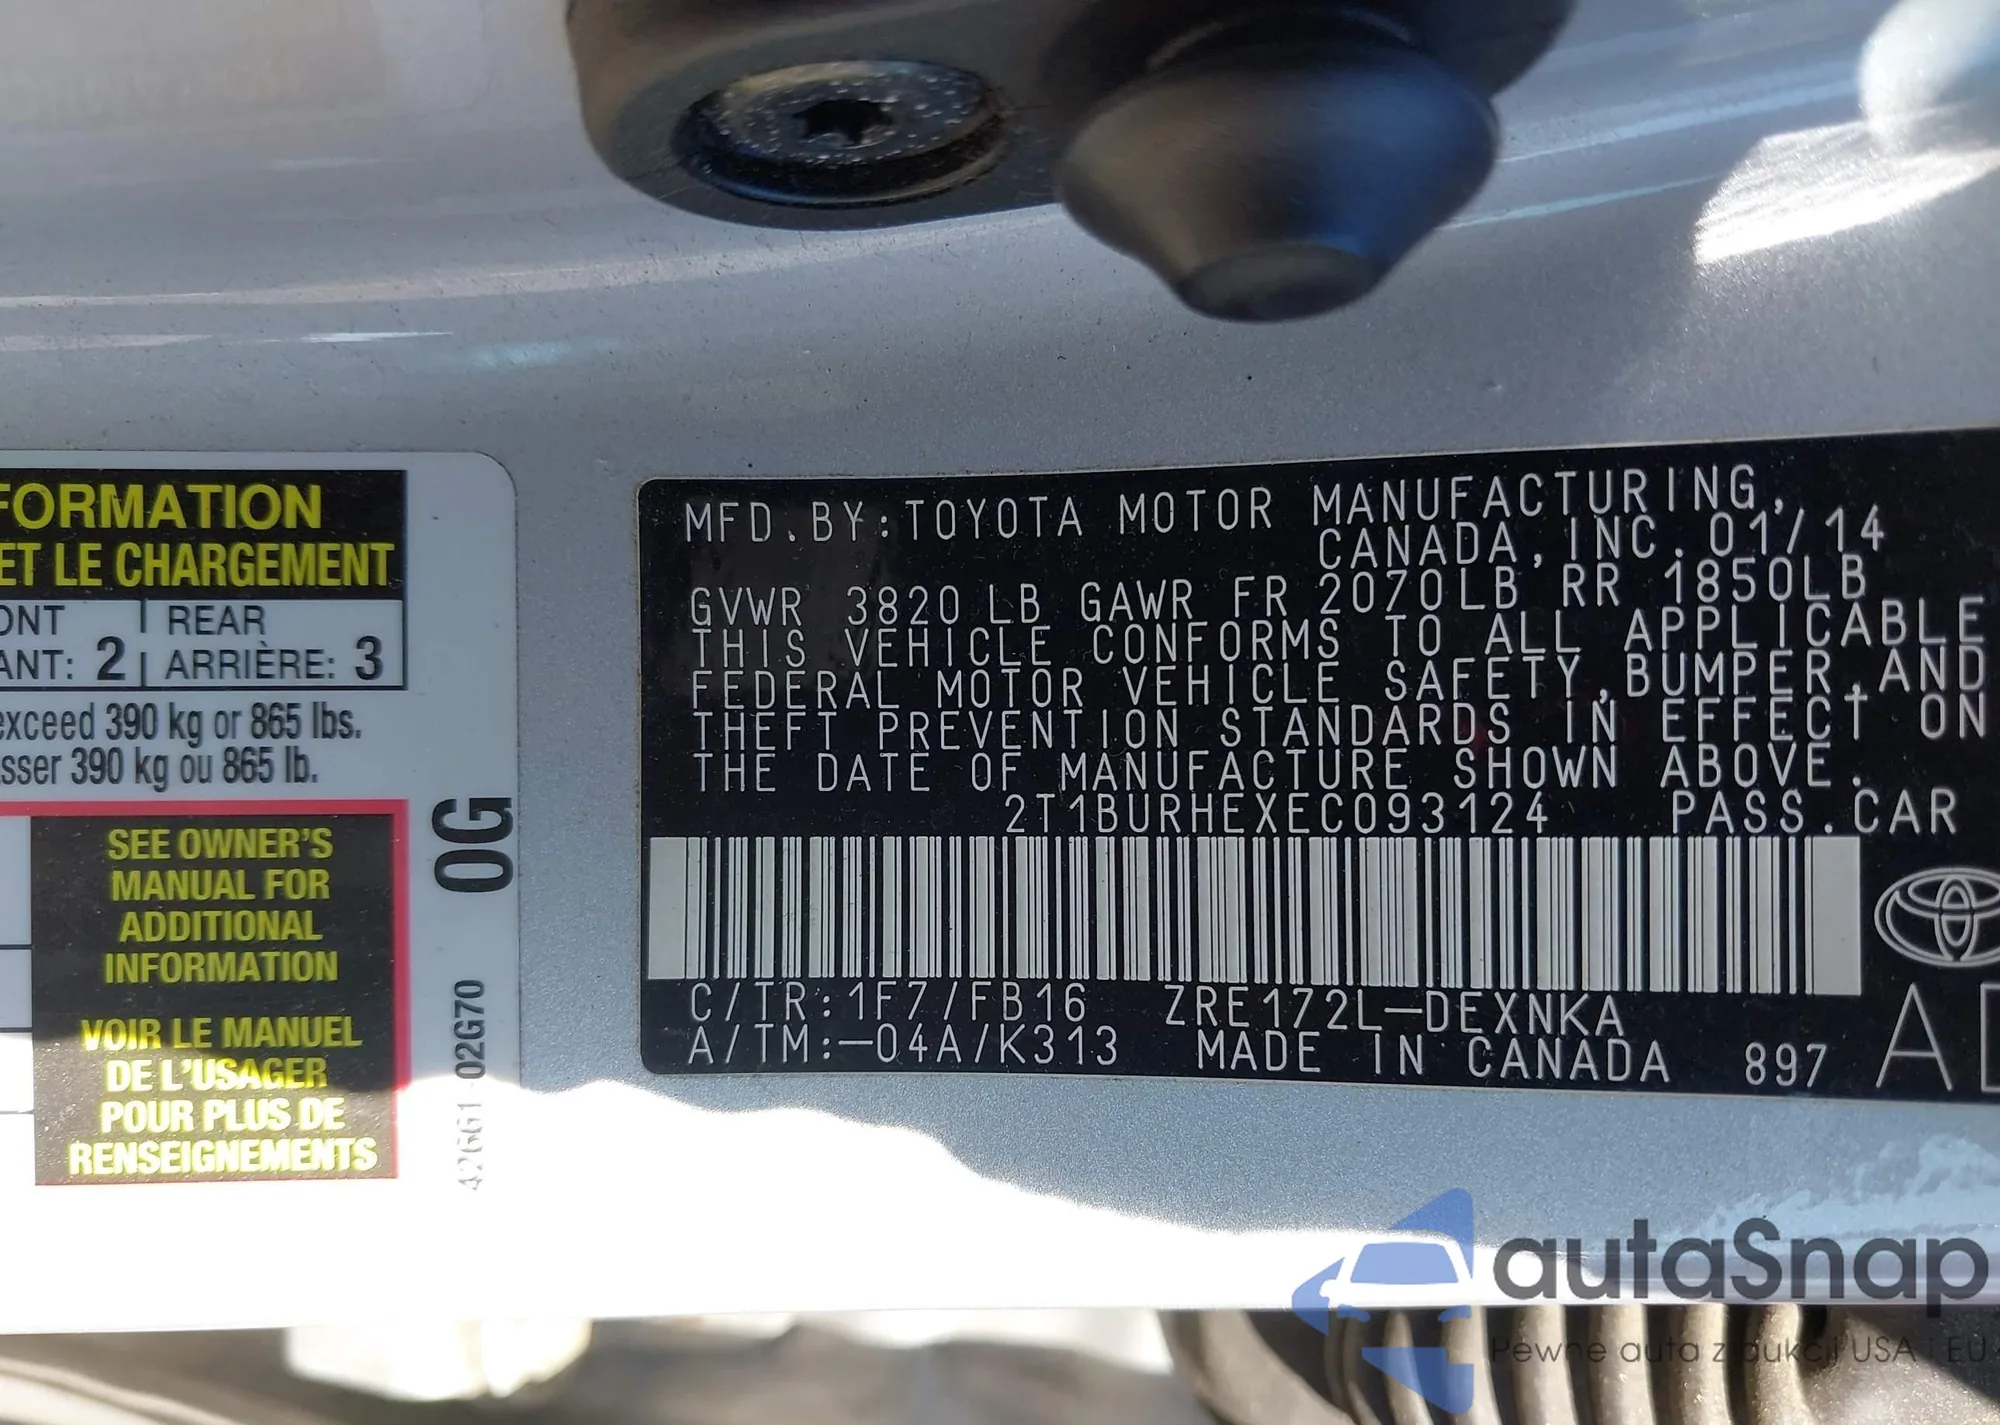 FORMATION
ET LE CHARGEMENT
ONT | REAR
ANT: 2 | ARRIÈRE: 3
exceed 390 kg or 865 lbs.
sser 390 kg ou 865 lb.
SEE OWNER'S
MANUAL FOR
ADDITIONAL
INFORMATION
VOIR LE MANUEL
DE L'USAGER
POUR PLUS DE
RENSEIGNEMENTS
42661-02G70 0G
MFD.BY:TOYOTA MOTOR MANUFACTURING,
CANADA,INC. 01/14
GVWR 3820 LB GAWR FR 2070LB RR 1850LB
THIS VEHICLE CONFORMS TO ALL APPLICABLE
FEDERAL MOTOR VEHICLE SAFETY,BUMPER,AND
THEFT PREVENTION STANDARDS IN EFFECT ON
THE DATE OF MANUFACTURE SHOWN ABOVE.
2T1BURHEXEC093124 PASS.CAR
C/TR:1F7/FB16 ZRE172L-DEXNKA
A/TM:-04A/K313 MADE IN CANADA 897
A
autaSnap
Pewne auta z aukcji USA i EU